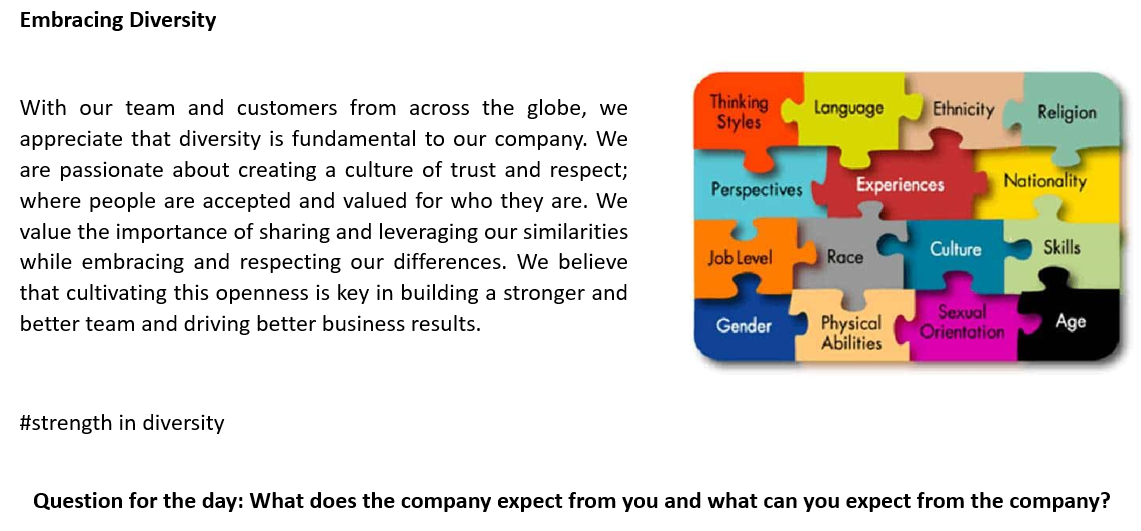 Embracing Diversity
With our team and customers from across the globe, we
appreciate that diversity is fundamental to our company. We
are passionate about creating a culture of trust and respect;
where people are accepted and valued for who they are. We
value the importance of sharing and leveraging our similarities
while embracing and respecting our differences. We believe
that cultivating this openness is key in building a stronger and
better team and driving better business results.
Thinking
Styles
Language
Ethnicity
Religion
Perspectives
Experiences
Nationality
Job Level
Race
Culture
Skills
Gender
Physical
Abilities
Sexual
Orientation
Age
#strength in diversity
Question for the day: What does the company expect from you and what can you expect from the company?